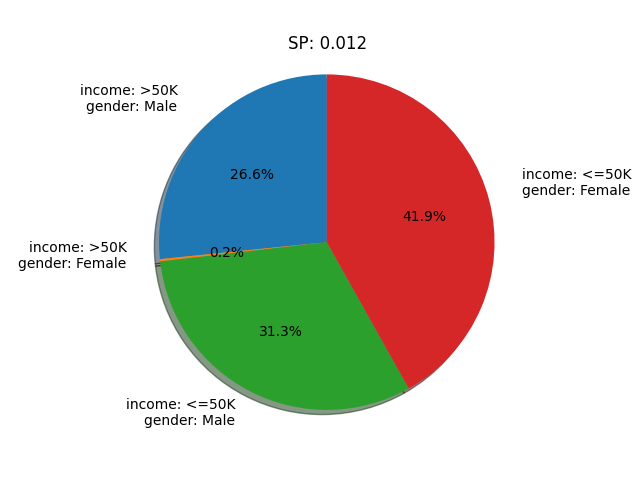 SP: 0.012
income: >50K
gender: Male
26.6%
income: <=50K
gender: Female
41.9%
income: >50K
gender: Female
0.2%
31.3%
income: <=50K
gender: Male